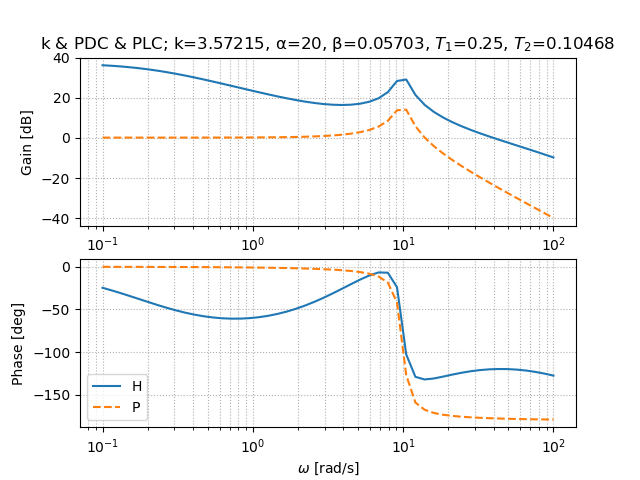 k & PDC & PLC; k=3.57215, α=20, β=0.05703, T₁=0.25, T₂=0.10468
40
20
0
−20
−40
Gain [dB]
10⁻¹ 10⁰ 10¹ 10²
0
−50
−100
−150
Phase [deg]
H
P
10⁻¹ 10⁰ 10¹ 10²
ω [rad/s]